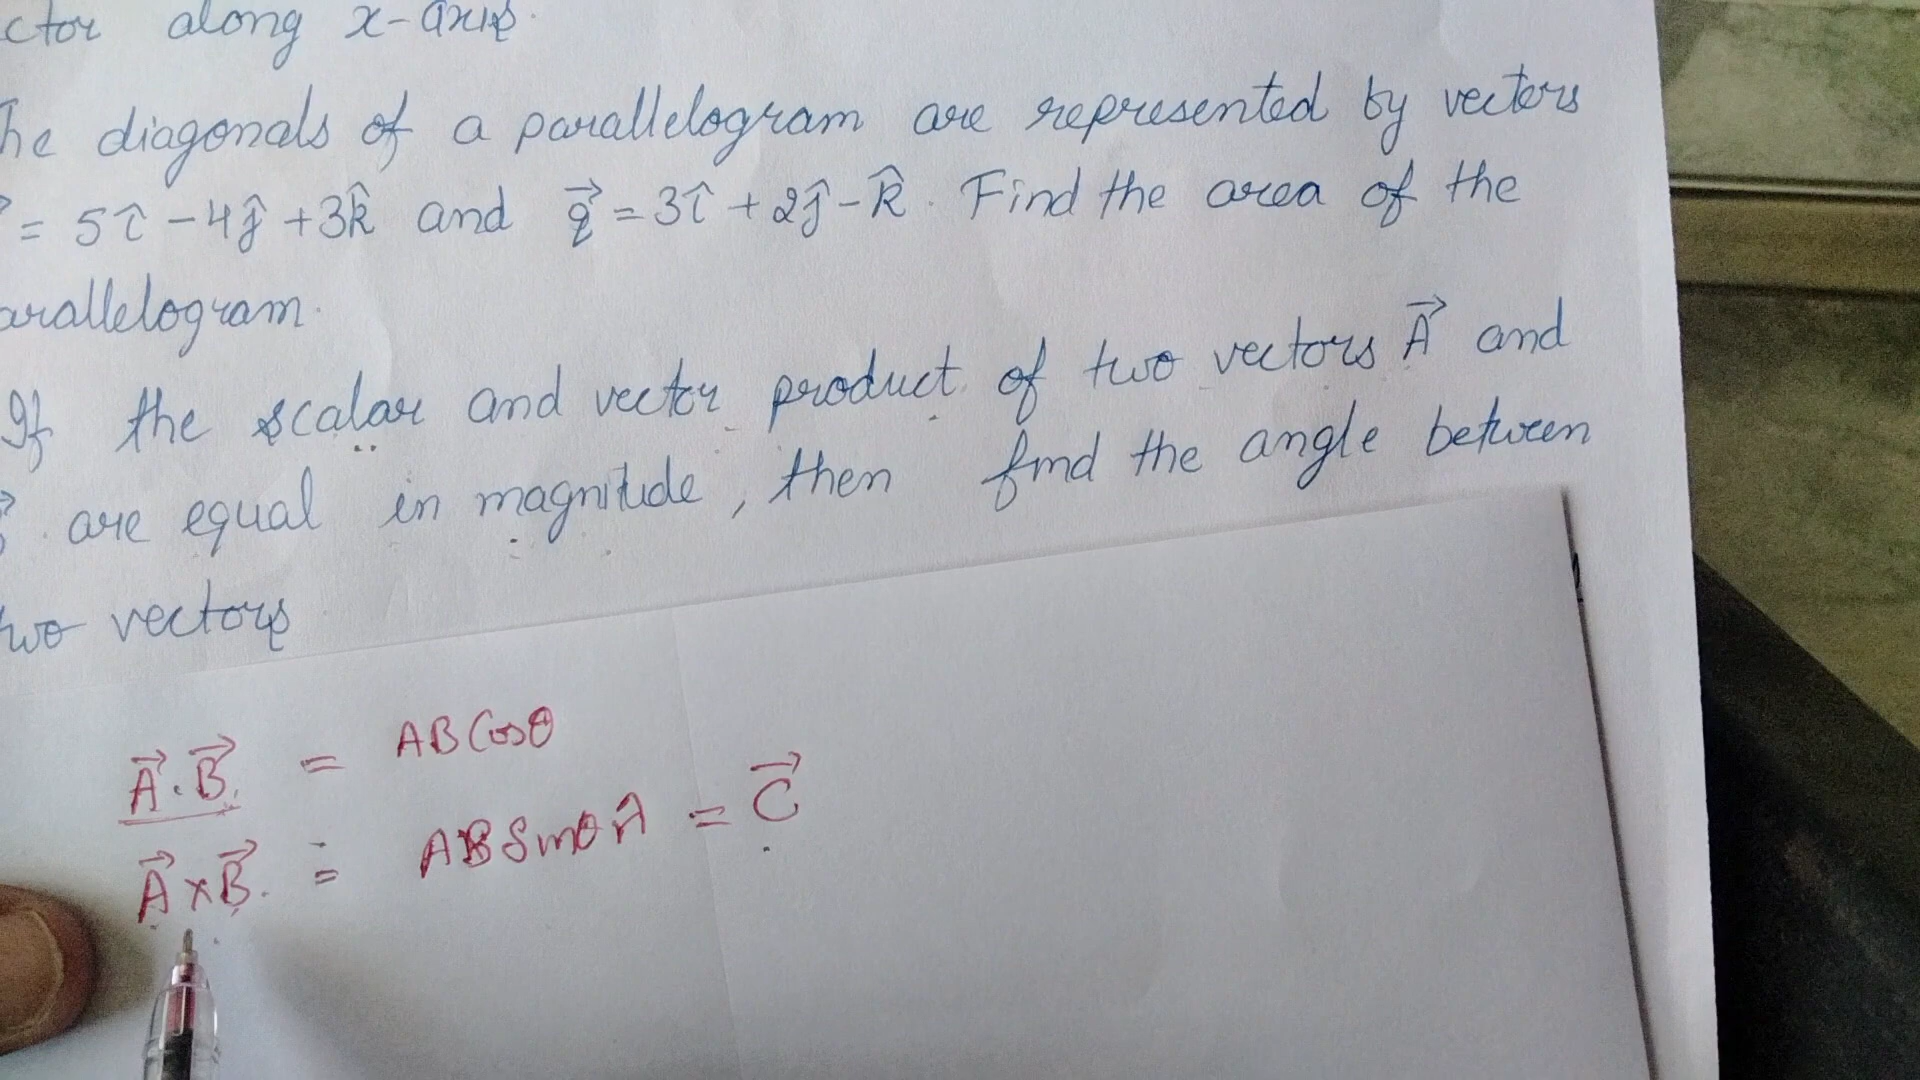 ctor along x-axis.
he diagonals of a parallelogram are represented by vectors
= 5î - 4ĵ + 3k̂ and q⃗ = 3î + 2ĵ - k̂. Find the area of the
arallelogram.
If the scalar and vector product of two vectors A⃗ and
are equal in magnitude, then find the angle between
wo vectors
A⃗.B⃗. = AB Cosθ
A⃗ × B⃗. = AB Sinθ n̂ = C⃗